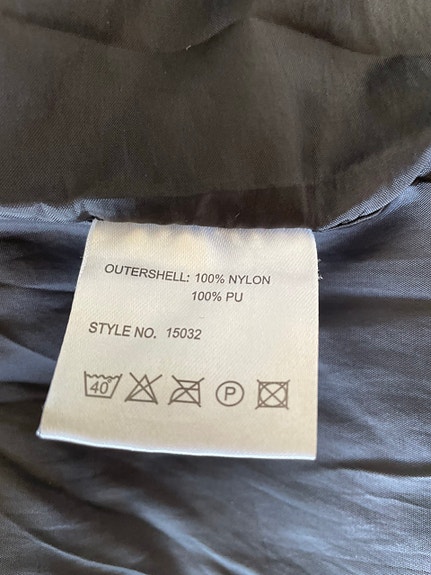 OUTERSHELL: 100% NYLON
100% PU
STYLE NO. 15032
40°
P